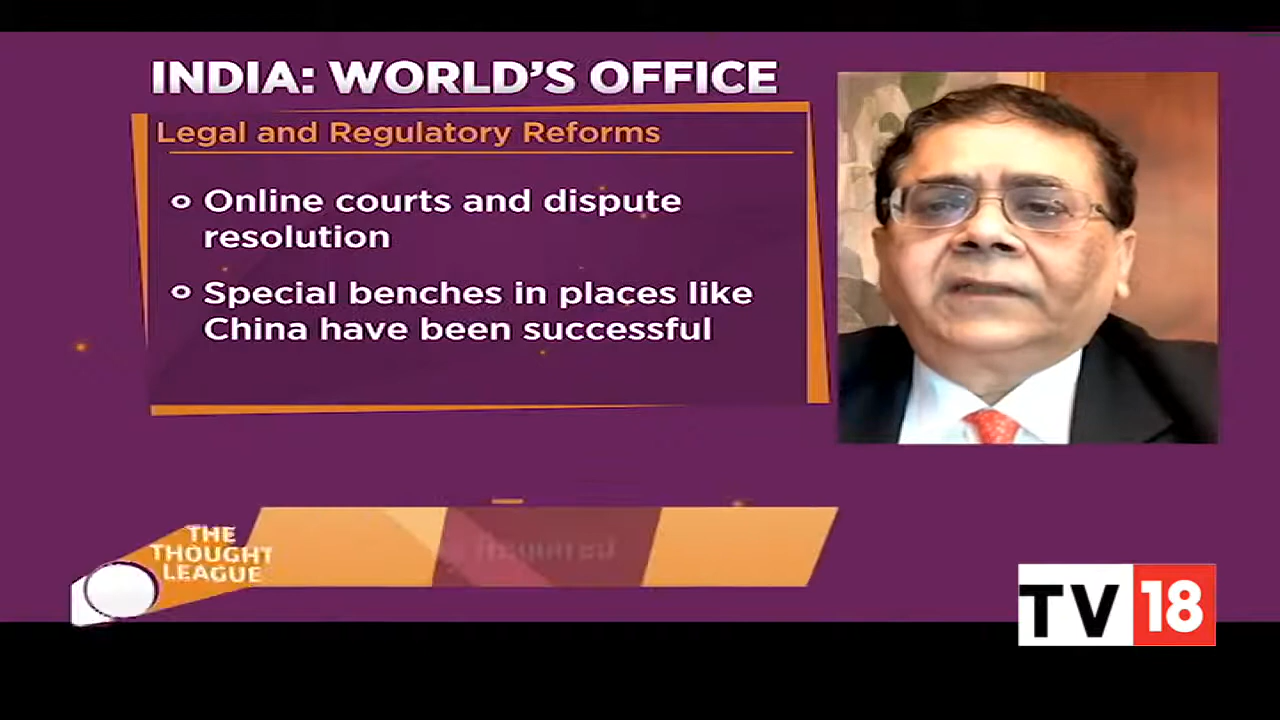 INDIA: WORLD'S OFFICE
Legal and Regulatory Reforms
Online courts and dispute
resolution
Special benches in places like
China have been successful
THE
THOUGHT
LEAGUE
TV18